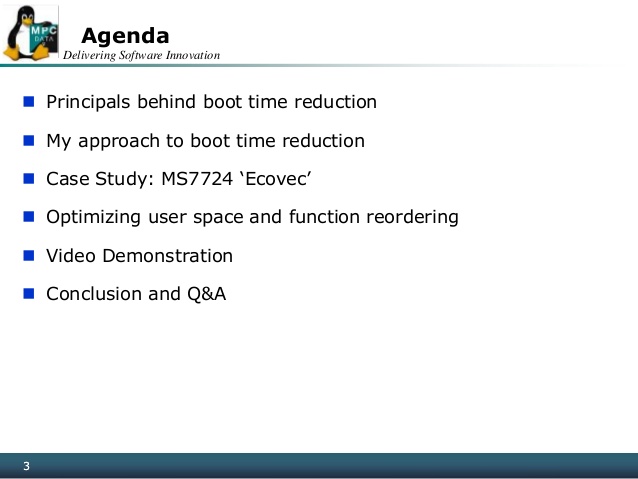 MPC
DATA
Agenda
Delivering Software Innovation
Principals behind boot time reduction
My approach to boot time reduction
Case Study: MS7724 ‘Ecovec’
Optimizing user space and function reordering
Video Demonstration
Conclusion and Q&A
3